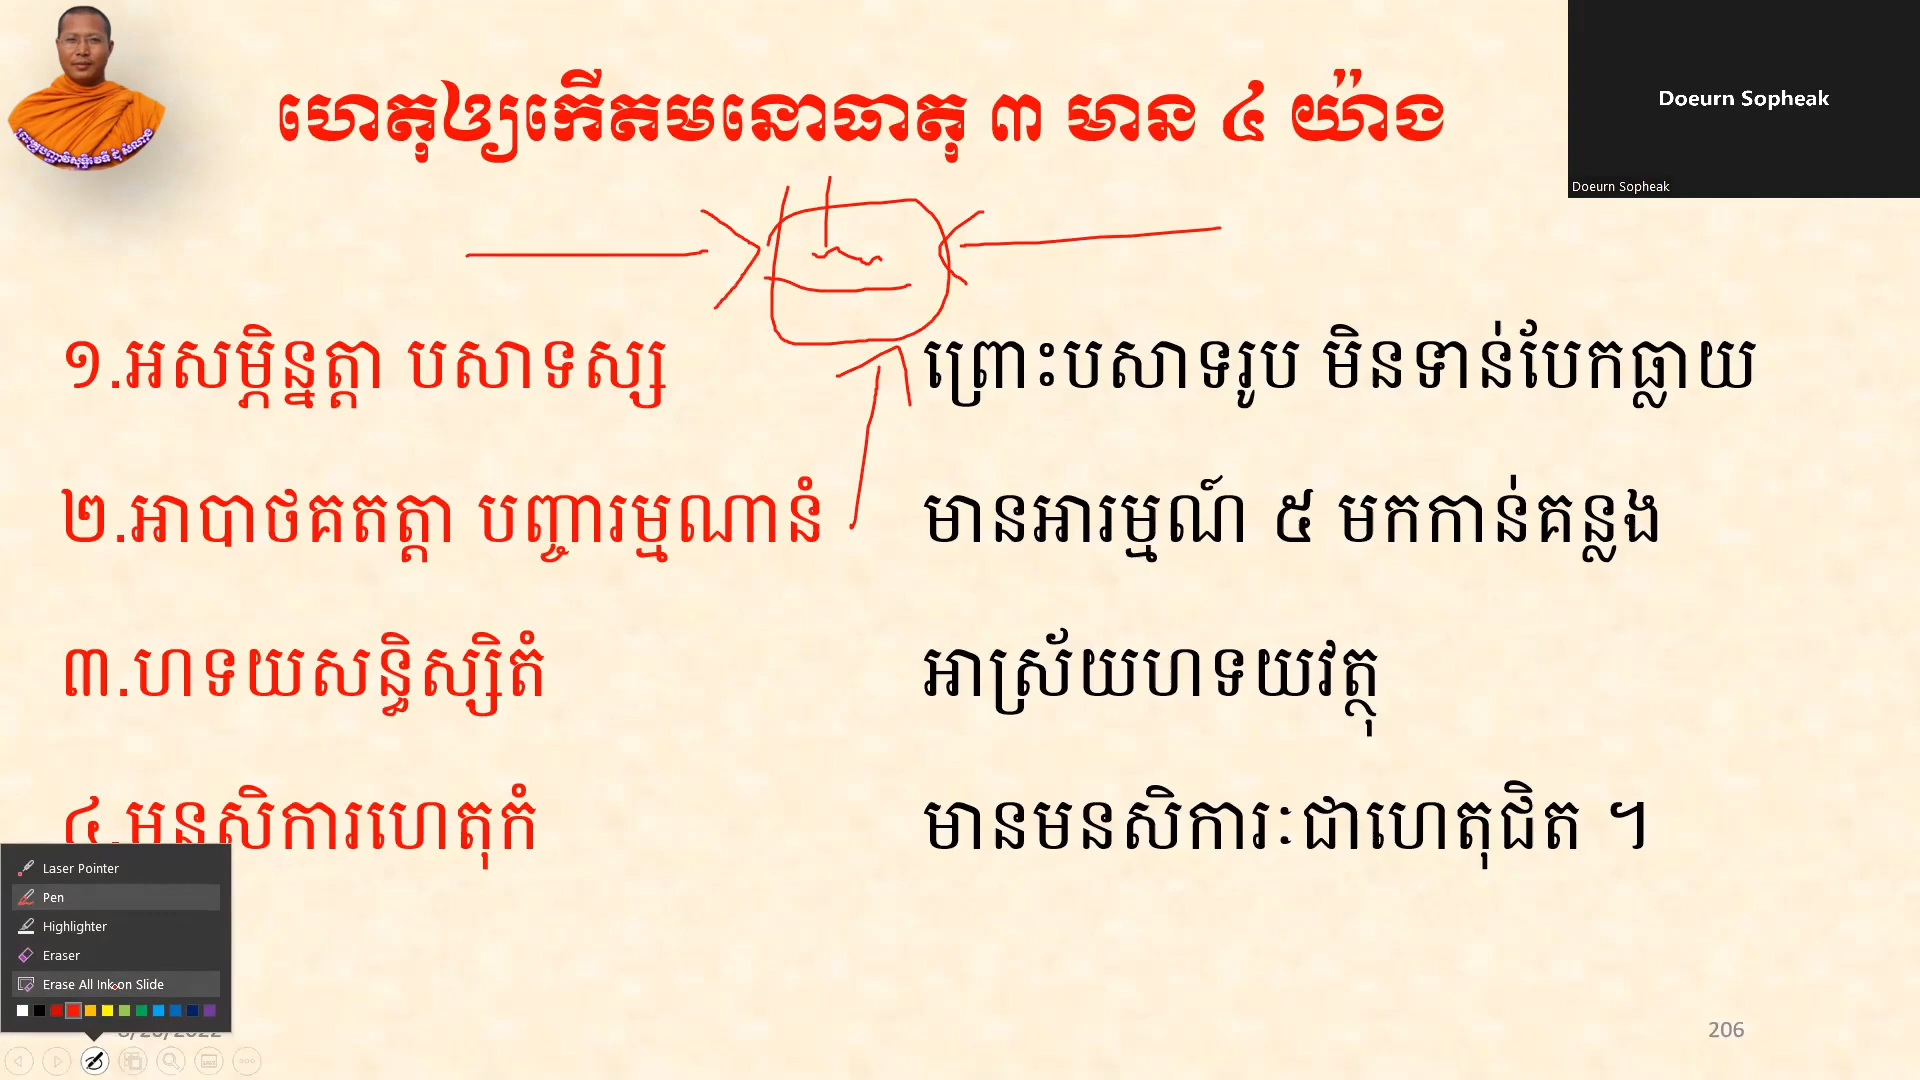 ហេតុឲ្យកើតមនោធាតុ ៣ មាន ៤ យ៉ាង
Doeurn Sopheak
Doeurn Sopheak
១.អសម្ភិន្នត្តា បសាទស្ស
ព្រោះបសាទរូប មិនទាន់បែកធ្លាយ
២.អាបាថគតត្តា បញ្ចារម្មណានំ
មានអារម្មណ៍ ៥ មកកាន់គន្លង
៣.ហទយសន្និស្សិតំ
អាស្រ័យហទយវត្ថុ
៤.មនសិការហេតុកំ
មានមនសិការៈជាហេតុជិត ។
Laser Pointer
Pen
Highlighter
Eraser
Erase All Ink on Slide
206